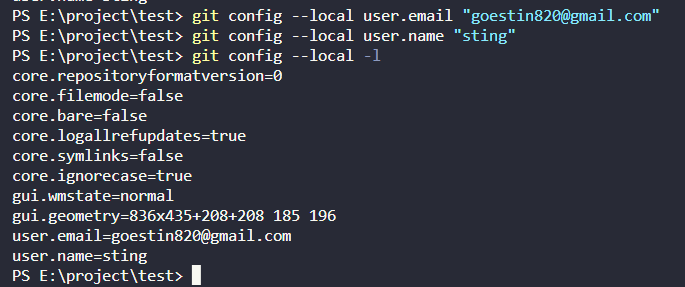 PS E:\project\test> git config --local user.email "goestin820@gmail.com"
PS E:\project\test> git config --local user.name "sting"
PS E:\project\test> git config --local -l
core.repositoryformatversion=0
core.filemode=false
core.bare=false
core.logallrefupdates=true
core.symlinks=false
core.ignorecase=true
gui.wmstate=normal
gui.geometry=836x435+208+208 185 196
user.email=goestin820@gmail.com
user.name=sting
PS E:\project\test>